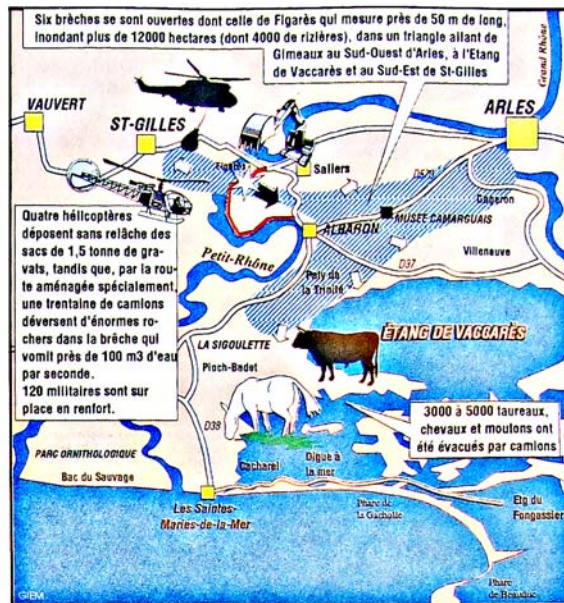 Six brèches se sont ouvertes dont celle de Figarès qui mesure près de 50 m de long,
Inondant plus de 12000 hectares (dont 4000 de rizières), dans un triangle allant de
Gimeaux au Sud-Ouest d'Arles, à l'Etang
de Vaccarès et au Sud-Est de St-Gilles
Grand Rhône
VAUVERT
ST-GILLES
ARLES
Figarès
Saliers
D570
Gageron
MUSÉE CAMARGUAIS
ALBARON
Villeneuve
Petit-Rhône
D37
Paty de
la Trinité
Quatre hélicoptères
déposent sans relâche des
sacs de 1,5 tonne de gra-
vats, tandis que, par la rou-
te aménagée spécialement,
une trentaine de camions
déversent d'énormes ro-
chers dans la brèche qui
vomit près de 100 m3 d'eau
par seconde.
120 militaires sont sur
place en renfort.
LA SIGOULETTE
ÉTANG DE VACCARÈS
Pioch-Badet
3000 à 5000 taureaux,
chevaux et moutons ont
été évacués par camions
D38
PARC ORNITHOLOGIQUE
Bac du Sauvage
Cacharel
Digue à
la mer
Les Saintes-
Maries-de-la-Mer
Phare de
la Gacholle
Etg du
Fongassier
Phare
de Beauduc
GIEM